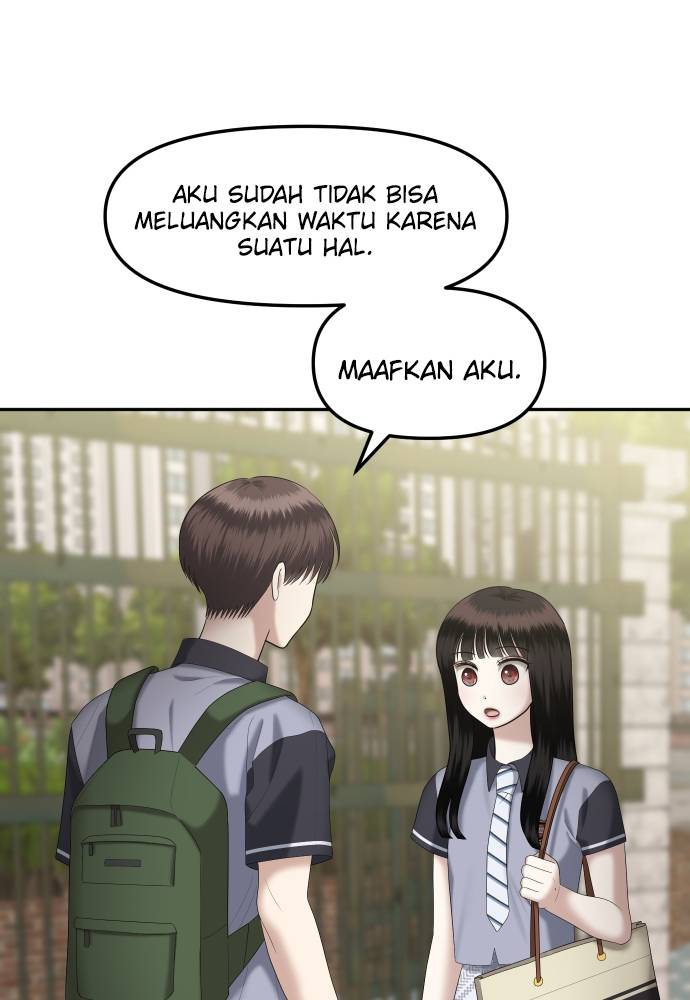 AKU SUDAH TIDAK BISA
MELUANGKAN WAKTU KARENA
SUATU HAL.
MAAFKAN AKU.